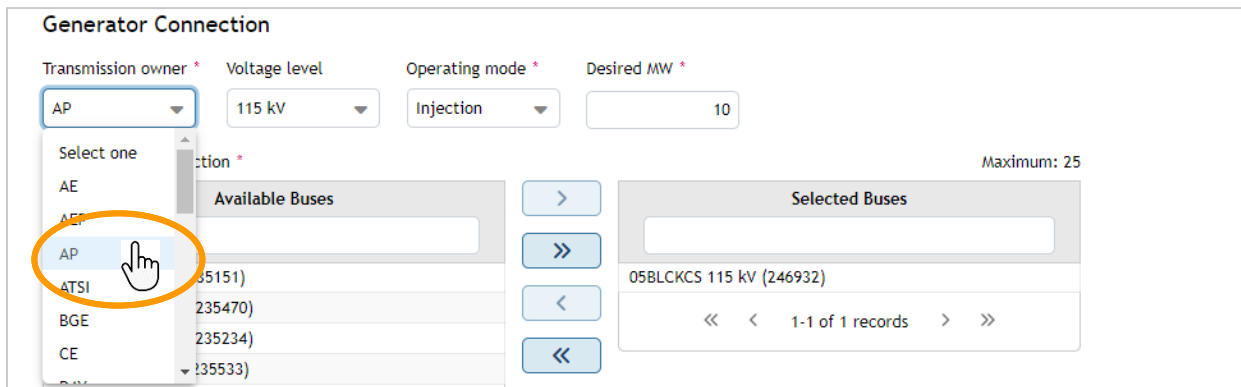 Generator Connection
Transmission owner * Voltage level Operating mode * Desired MW *
AP 115 kV Injection 10
Select one
ction * Maximum: 25
AE
Available Buses Selected Buses
AEP
AP
35151) 05BLCKCS 115 kV (246932)
ATSI
235470)
BGE 1-1 of 1 records
235234)
CE
235533)